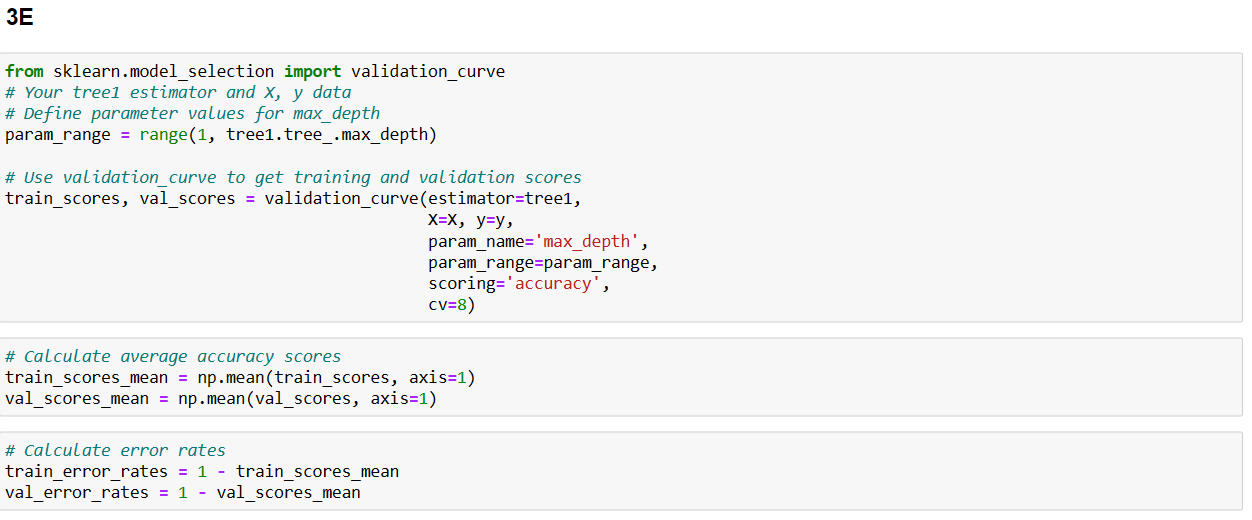 3E
from sklearn.model_selection import validation_curve
# Your tree1 estimator and X, y data
# Define parameter values for max_depth
param_range = range(1, tree1.tree_.max_depth)
# Use validation_curve to get training and validation scores
train_scores, val_scores = validation_curve(estimator=tree1,
X=X, y=y,
param_name='max_depth',
param_range=param_range,
scoring='accuracy',
cv=8)
# Calculate average accuracy scores
train_scores_mean = np.mean(train_scores, axis=1)
val_scores_mean = np.mean(val_scores, axis=1)
# Calculate error rates
train_error_rates = 1 - train_scores_mean
val_error_rates = 1 - val_scores_mean